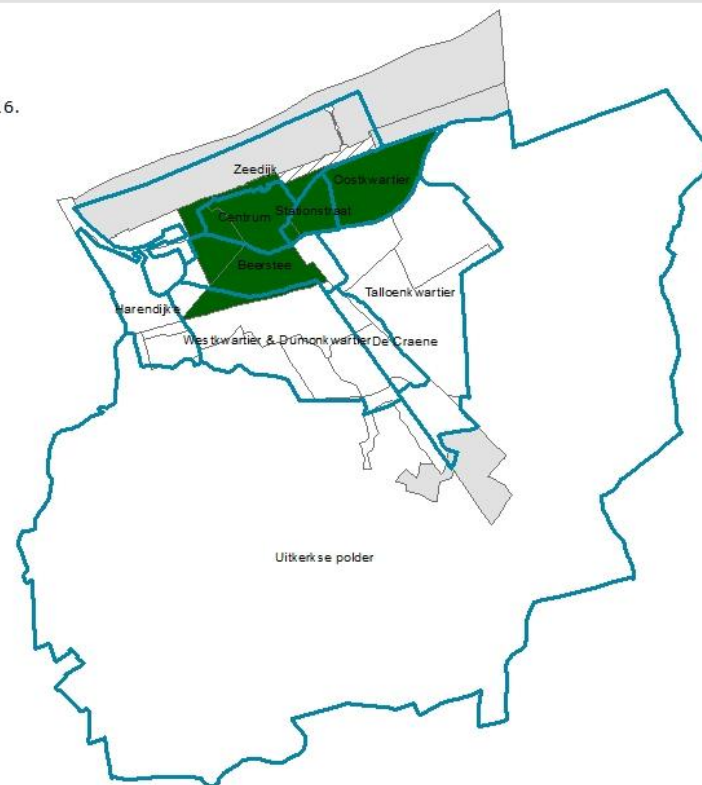 6.
Zeedijk
Oostkwartier
Centrum
Stationstraat
Beerstee
Talloenkwartier
Harendijke
Westkwartier & Dumonkwartier
De Craene
Uitkerkse polder